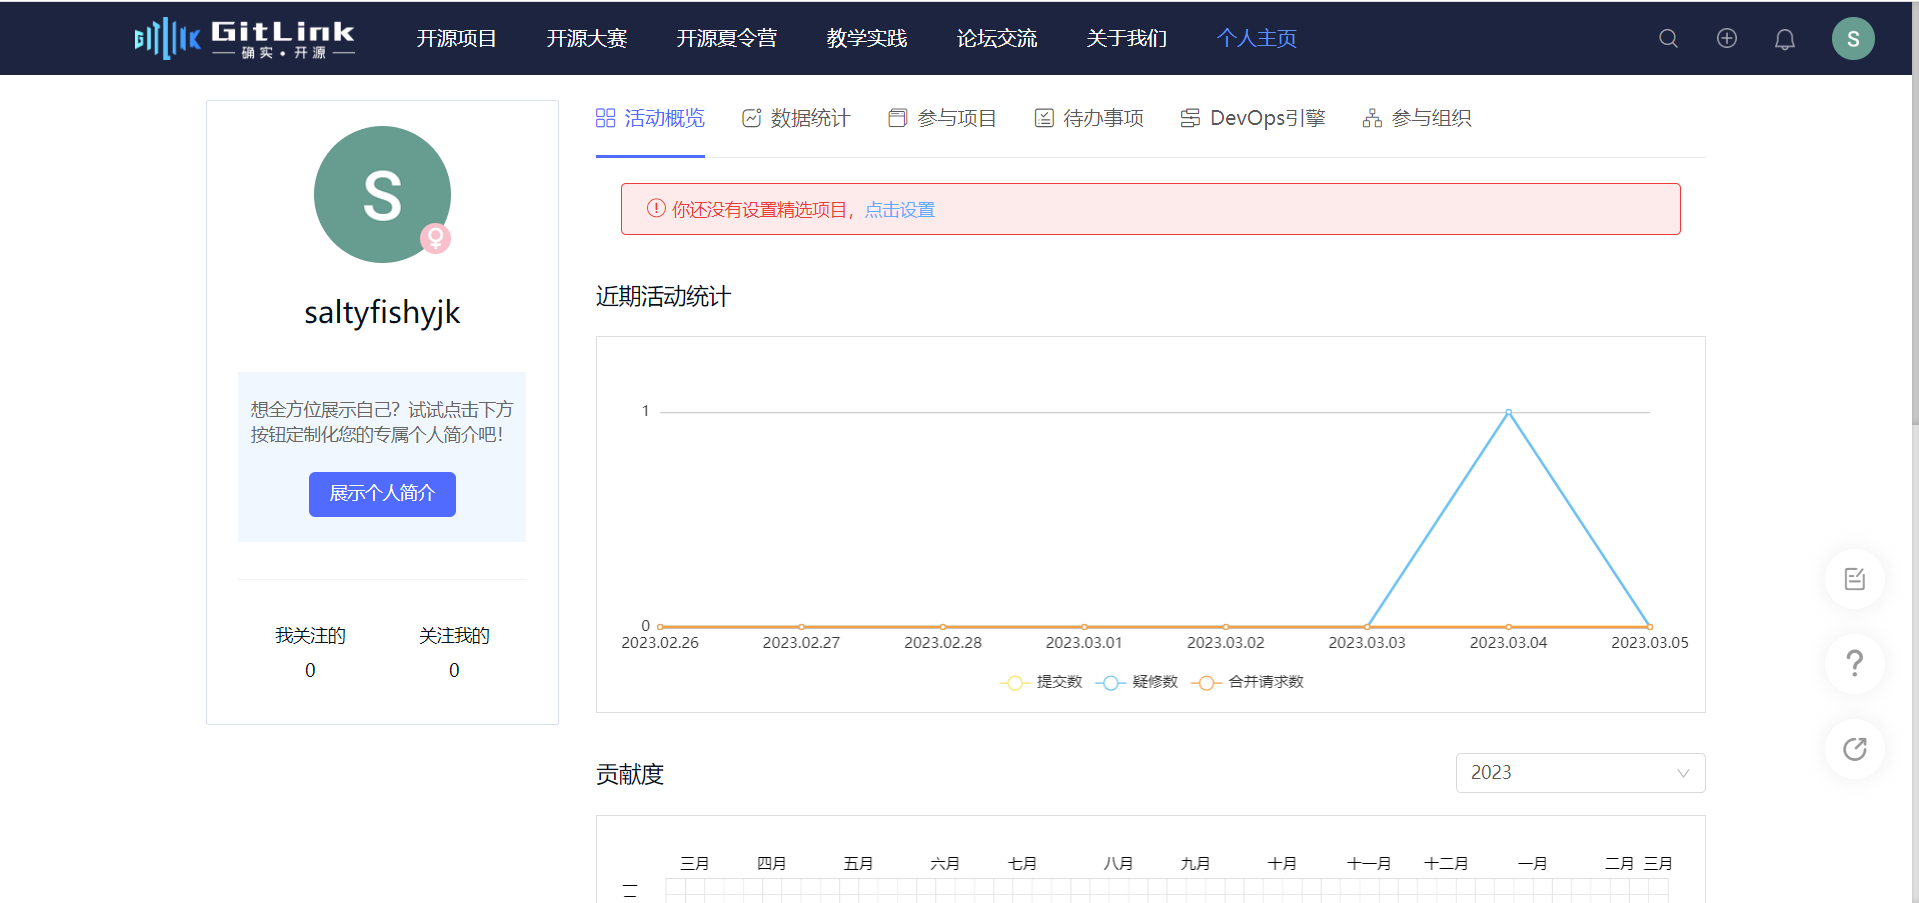 GitLink
确实·开源
开源项目 开源大赛 开源夏令营 教学实践 论坛交流 关于我们 个人主页
S
S
saltyfishyjk
想全方位展示自己？试试点击下方
按钮定制化您的专属个人简介吧！
展示个人简介
我关注的 关注我的
0 0
活动概览 数据统计 参与项目 待办事项 DevOps引擎 参与组织
你还没有设置精选项目，点击设置
近期活动统计
1
0
2023.02.26 2023.02.27 2023.02.28 2023.03.01 2023.03.02 2023.03.03 2023.03.04 2023.03.05
提交数 疑修数 合并请求数
贡献度
2023
三月 四月 五月 六月 七月 八月 九月 十月 十一月 十二月 一月 二月 三月